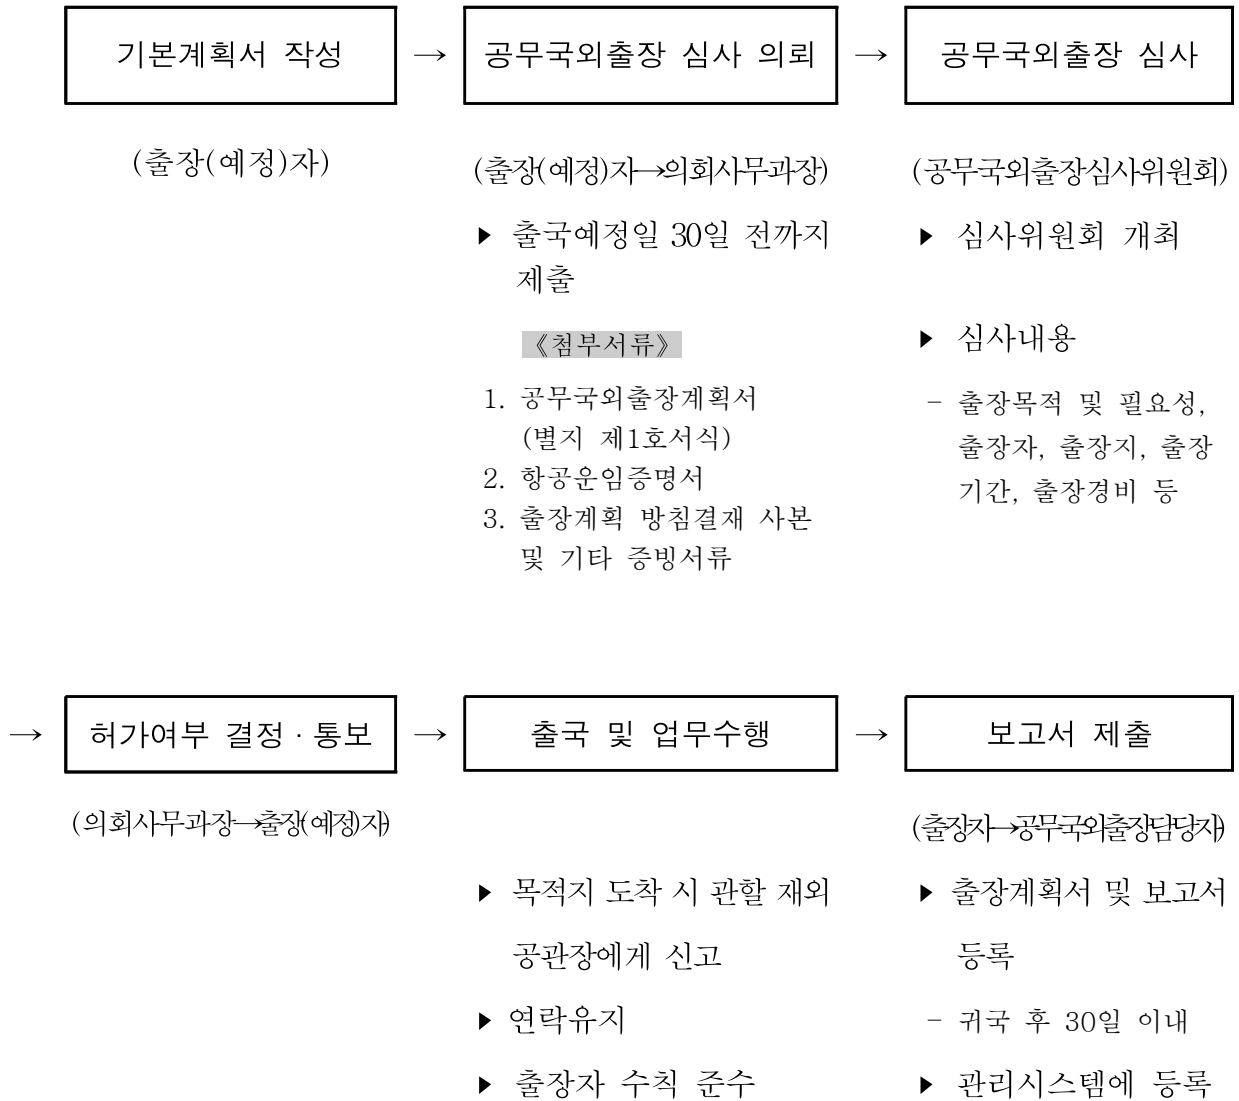 기본계획서 작성 → 공무국외출장 심사 의뢰 → 공무국외출장 심사
(출장(예정)자)
(출장(예정)자→의회사무과장)
▶ 출국예정일 30일 전까지
제출
《첨부서류》
1. 공무국외출장계획서
(별지 제1호서식)
2. 항공운임증명서
3. 출장계획 방침결재 사본
및 기타 증빙서류
(공무국외출장심사위원회)
▶ 심사위원회 개최
▶ 심사내용
- 출장목적 및 필요성,
출장자, 출장지, 출장
기간, 출장경비 등
→ 허가여부 결정·통보 → 출국 및 업무수행 → 보고서 제출
(의회사무과장→출장(예정)자)
▶ 목적지 도착 시 관할 재외
공관장에게 신고
▶ 연락유지
▶ 출장자 수칙 준수
(출장자→공무국외출장담당자)
▶ 출장계획서 및 보고서
등록
- 귀국 후 30일 이내
▶ 관리시스템에 등록